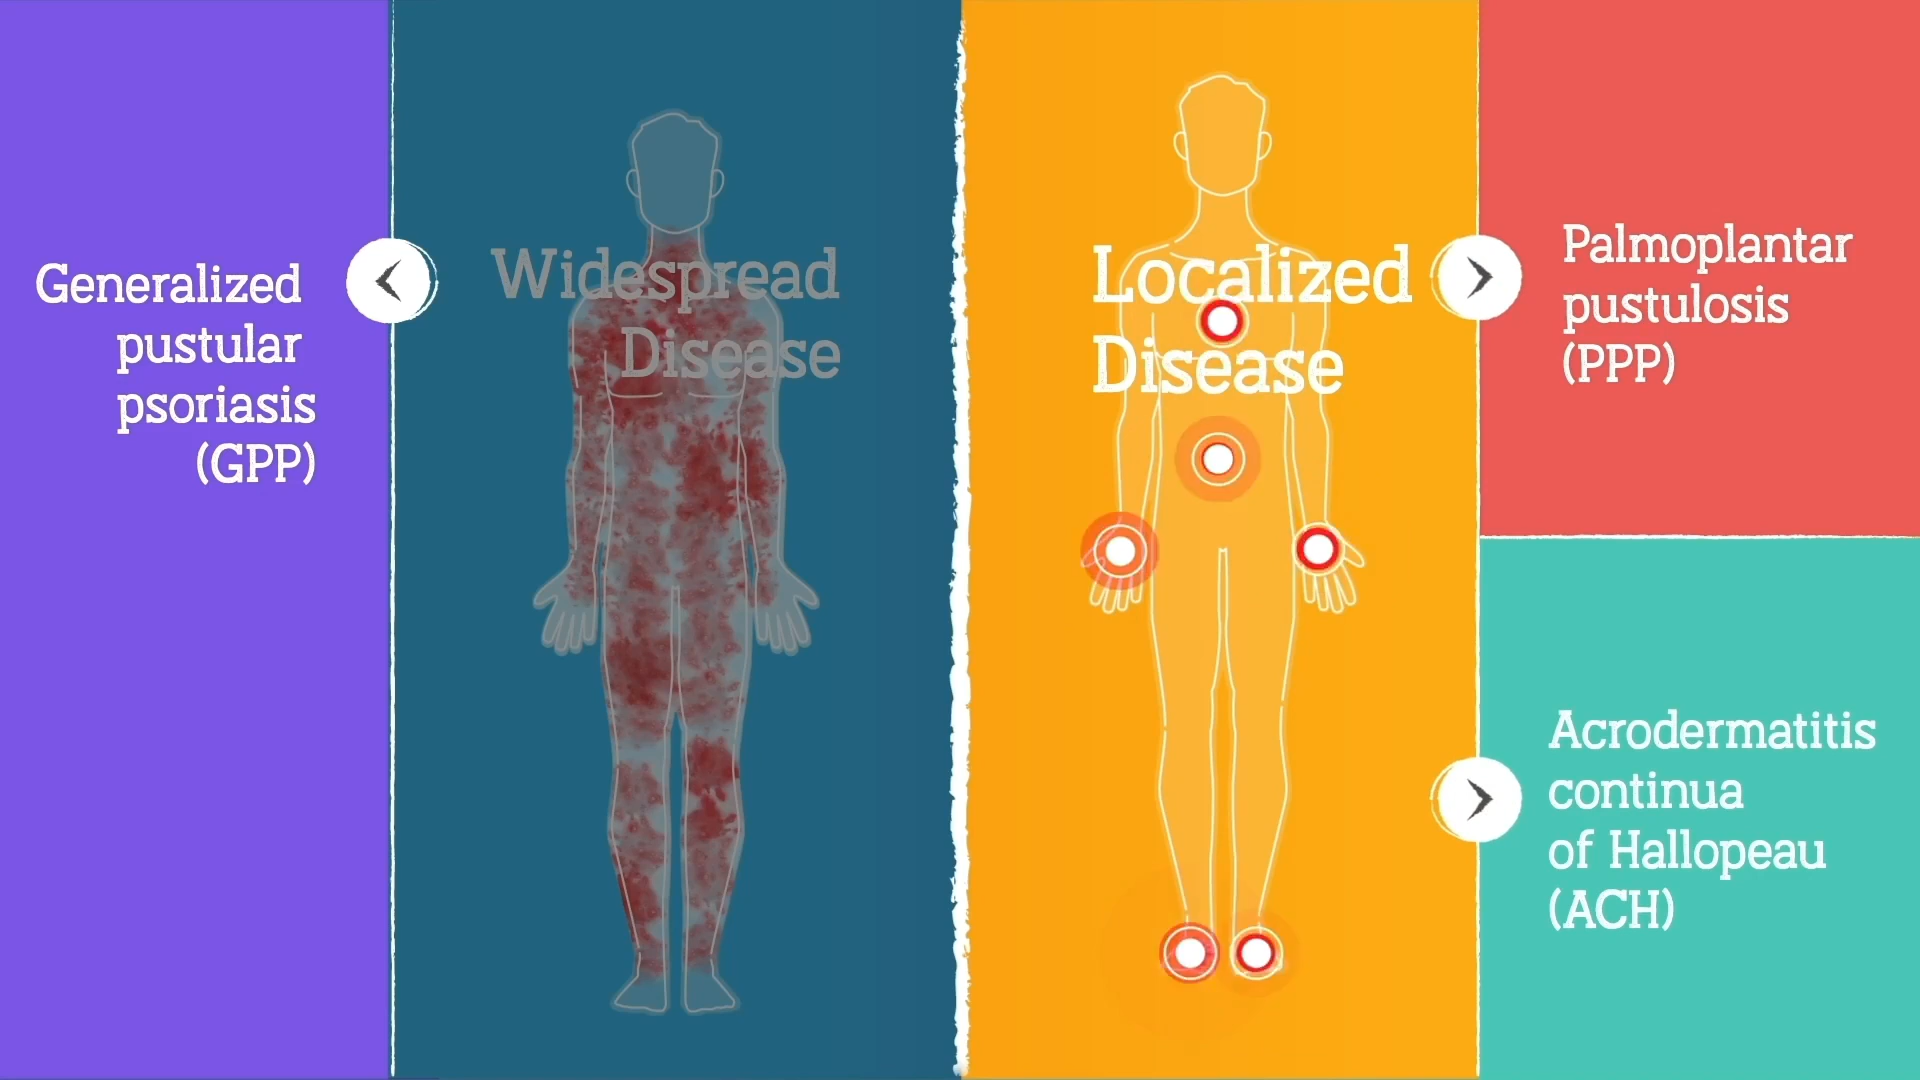 Generalized
pustular
psoriasis
(GPP)
Widespread
Disease
Localized
Disease
Palmoplantar
pustulosis
(PPP)
Acrodermatitis
continua
of Hallopeau
(ACH)